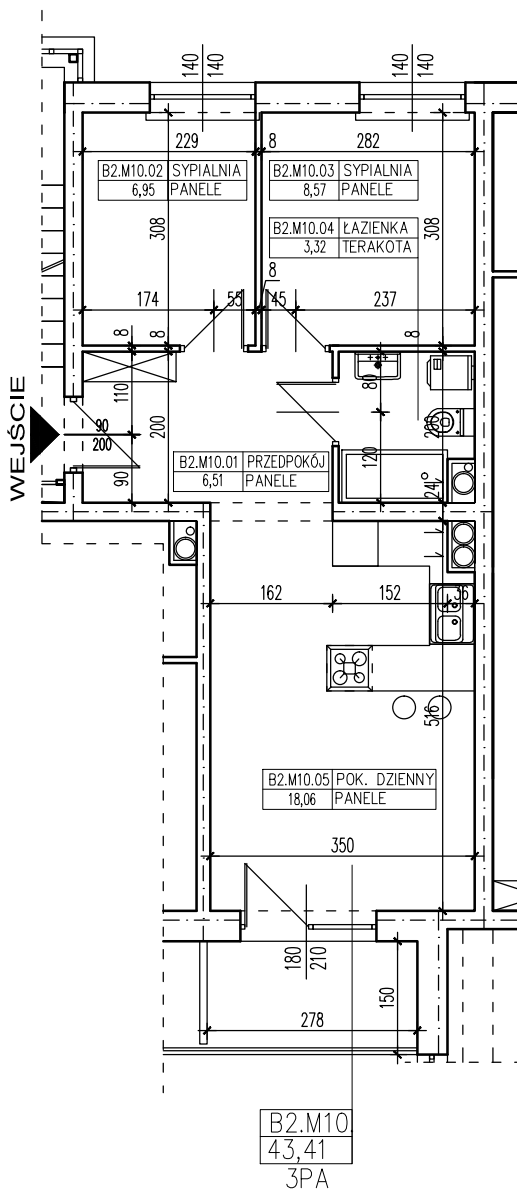 140 140
140 140
229
8
282
B2.M10.02 SYPIALNIA
6,95 PANELE
B2.M10.03 SYPIALNIA
8,57 PANELE
B2.M10.04 ŁAZIENKA
3,32 TERAKOTA
308
308
8
174
55
45
237
8
8
8
110
200
80
WEJŚCIE
90
200
90
120
24
B2.M10.01 PRZEDPOKÓJ
6,51 PANELE
162
152
36
516
B2.M10.05 POK. DZIENNY
18,06 PANELE
350
180 210
150
278
B2.M10.
43,41
3PA